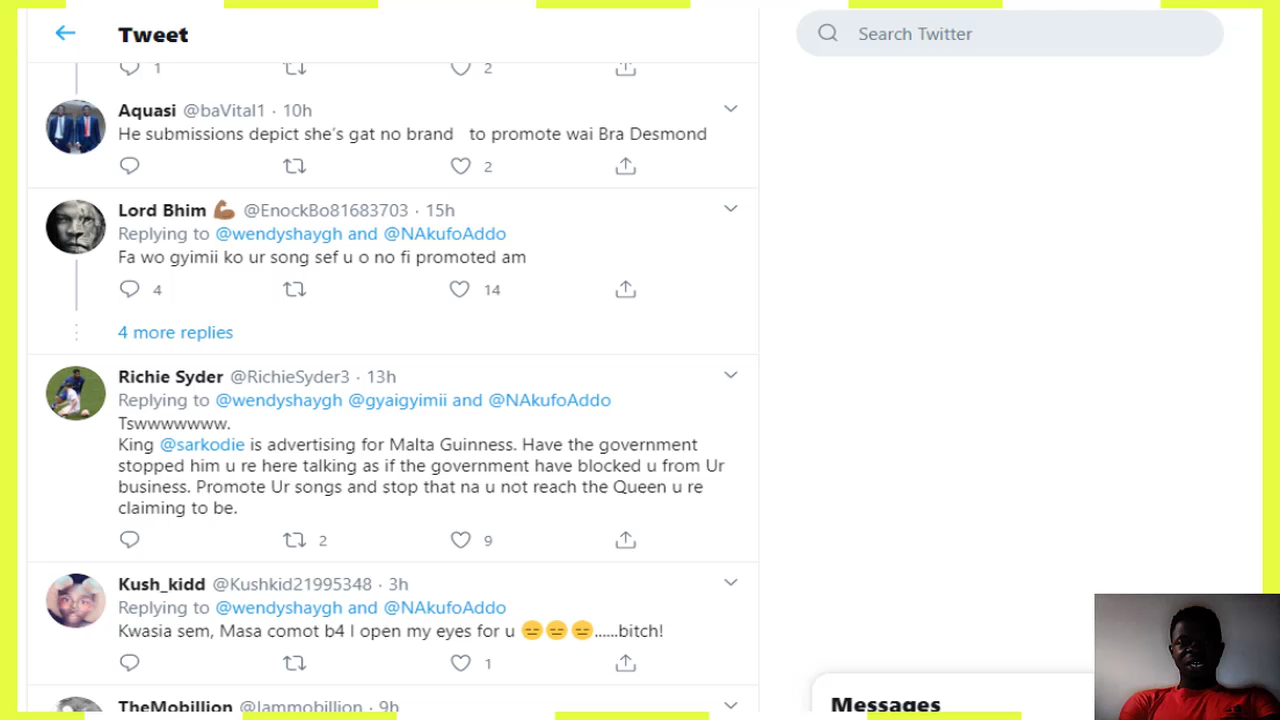 Tweet
Search Twitter
1 2
Aquasi @baVital1 · 10h
He submissions depict she's gat no brand to promote wai Bra Desmond
2
Lord Bhim 💪🏾 @EnockBo81683703 · 15h
Replying to @wendyshaygh and @NAkufoAddo
Fa wo gyimii ko ur song sef u o no fi promoted am
4 14
4 more replies
Richie Syder @RichieSyder3 · 13h
Replying to @wendyshaygh @gyaigyimii and @NAkufoAddo
Tswwwwwww.
King @sarkodie is advertising for Malta Guinness. Have the government
stopped him u re here talking as if the government have blocked u from Ur
business. Promote Ur songs and stop that na u not reach the Queen u re
claiming to be.
2 9
Kush_kidd @Kushkid21995348 · 3h
Replying to @wendyshaygh and @NAkufoAddo
Kwasia sem, Masa comot b4 I open my eyes for u 😑😑😑......bitch!
1
TheMobillion @Iammobillion · 9h
Messages